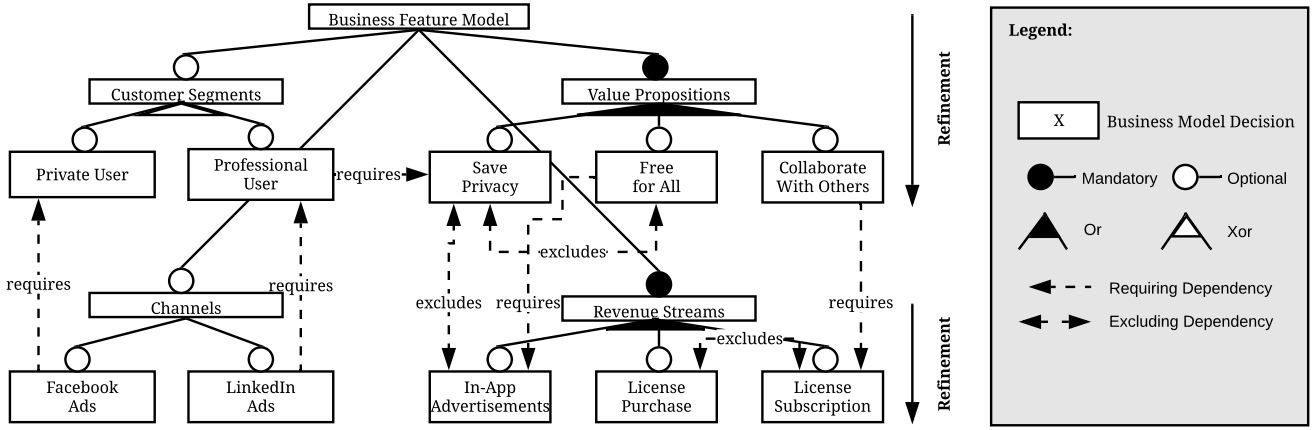 Business Feature Model
Customer Segments
Value Propositions
Private User
Professional
User
requires
Save
Privacy
Free
for All
Collaborate
With Others
Refinement
requires
requires
excludes
excludes
requires
requires
Channels
Revenue Streams
excludes
Facebook
Ads
LinkedIn
Ads
In-App
Advertisements
License
Purchase
License
Subscription
Refinement
Legend:
X
Business Model Decision
Mandatory
Optional
Or
Xor
Requiring Dependency
Excluding Dependency